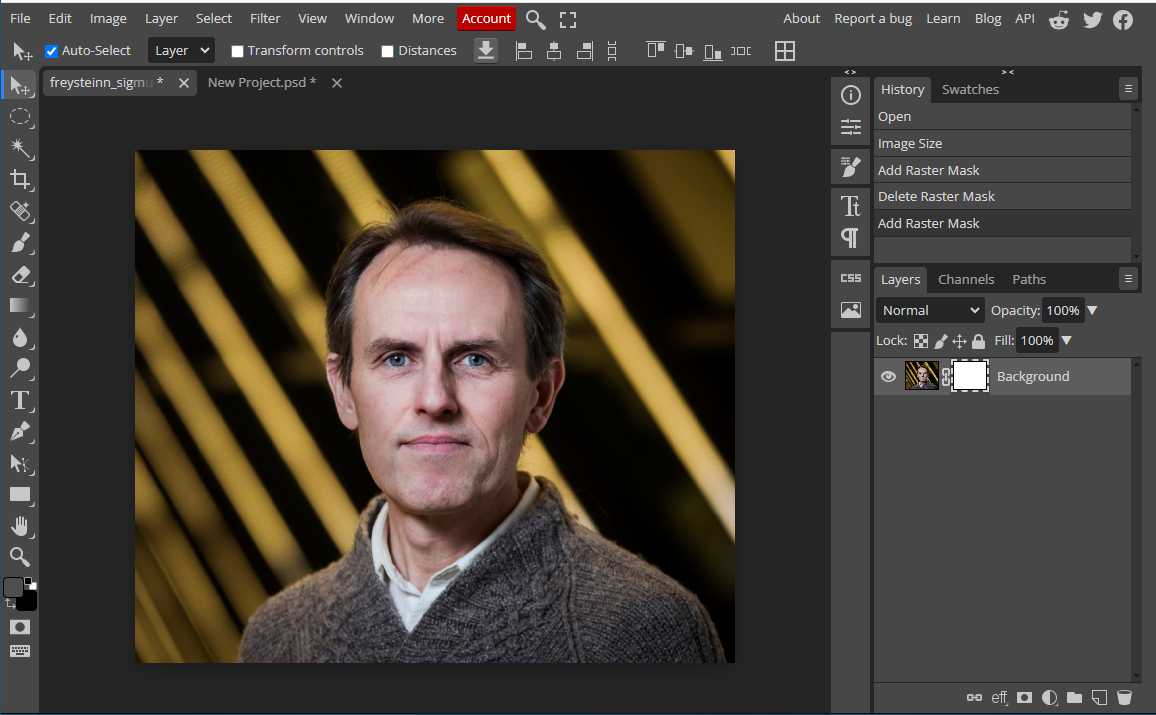 File Edit Image Layer Select Filter View Window More Account About Report a bug Learn Blog API
Auto-Select Layer Transform controls Distances
freysteinn_sigmu * New Project.psd *
History Swatches
Open
Image Size
Add Raster Mask
Delete Raster Mask
Add Raster Mask
CSS
Layers Channels Paths
Normal Opacity: 100%
Lock: Fill: 100%
Background
eff